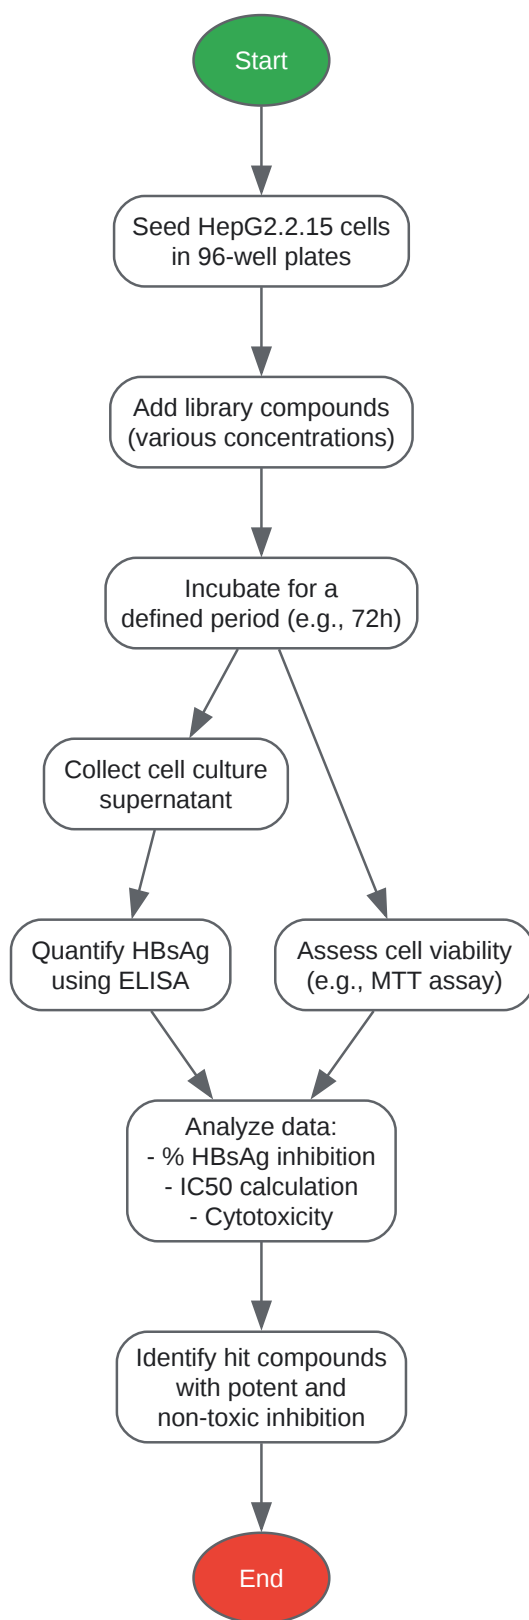 Start
Seed HepG2.2.15 cells
in 96-well plates
Add library compounds
(various concentrations)
Incubate for a
defined period (e.g., 72h)
Collect cell culture
supernatant
Quantify HBsAg
using ELISA
Assess cell viability
(e.g., MTT assay)
Analyze data:
- % HBsAg inhibition
- IC50 calculation
- Cytotoxicity
Identify hit compounds
with potent and
non-toxic inhibition
End